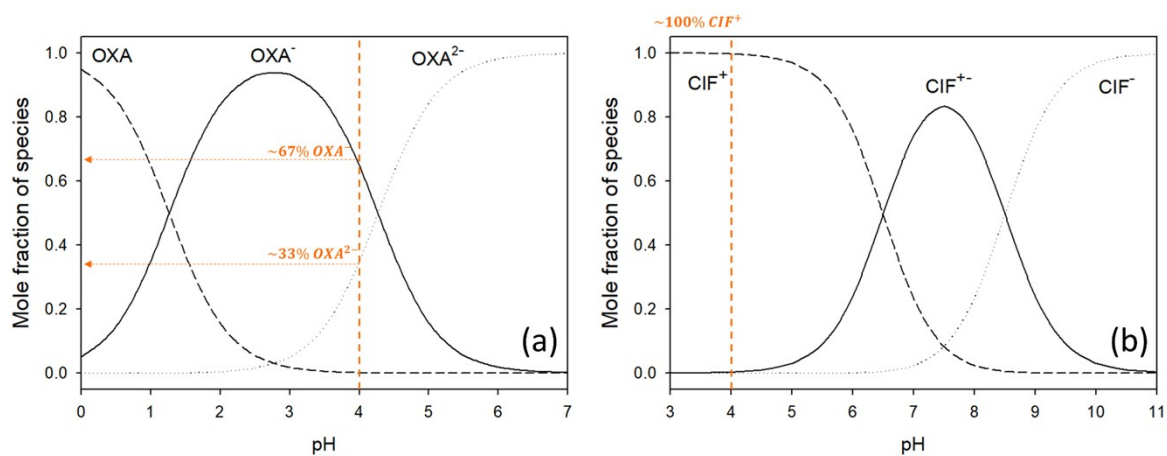 ~100% CIF⁺
OXA
OXA⁻
OXA²⁻
CIF⁺
CIF⁺⁻
CIF⁻
Mole fraction of species
1.0
0.8
0.6
0.4
0.2
0.0
~67% OXA⁻
~33% OXA²⁻
(a)
0 1 2 3 4 5 6 7
pH
Mole fraction of species
1.0
0.8
0.6
0.4
0.2
0.0
(b)
3 4 5 6 7 8 9 10 11
pH